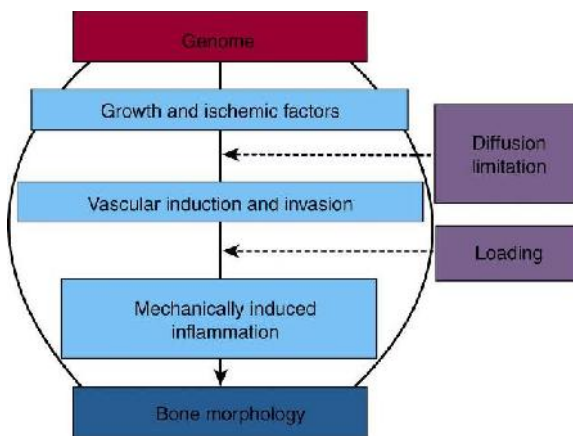 Genome
Growth and ischemic factors
Diffusion
limitation
Vascular induction and invasion
Loading
Mechanically induced
inflammation
Bone morphology